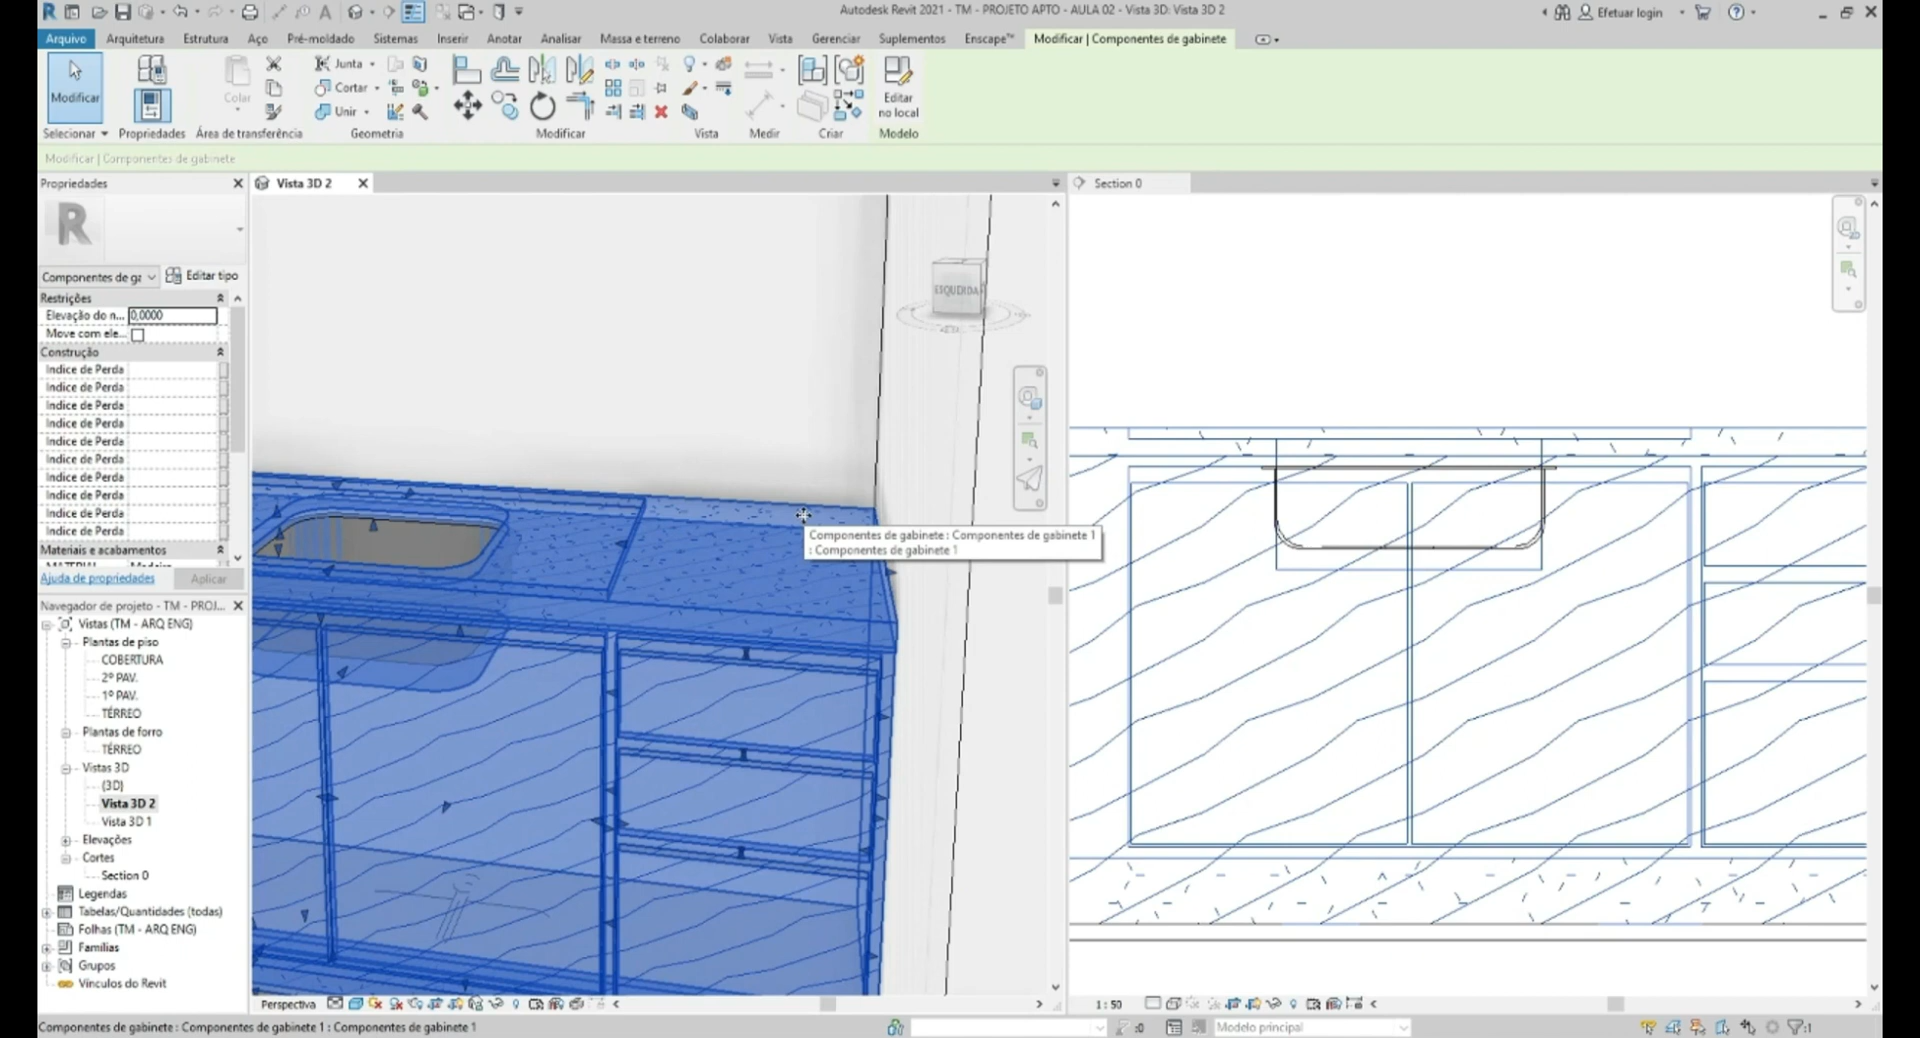 Autodesk Revit 2021 - TM - PROJETO APTO - AULA 02 - Vista 3D: Vista 3D 2
Efetuar login
Arquivo Arquitetura Estrutura Aço Pré-moldado Sistemas Inserir Anotar Analisar Massa e terreno Colaborar Vista Gerenciar Suplementos Enscape™ Modificar | Componentes de gabinete
Junta
Modificar Colar Cortar Editar
Unir no local
Selecionar Propriedades Área de transferência Geometria Modificar Vista Medir Criar Modelo
Modificar | Componentes de gabinete
Propriedades Vista 3D 2 Section 0
R
Componentes de gε Editar tipo
Restrições
Elevação do n... 0,0000
Move com ele...
Construção
Indice de Perda
Indice de Perda
Indice de Perda
Indice de Perda
Indice de Perda
Indice de Perda
Indice de Perda
Indice de Perda
Indice de Perda
Indice de Perda
Materiais e acabamentos
Ajuda de propriedades Aplicar
ESQUERDA
Componentes de gabinete : Componentes de gabinete 1
: Componentes de gabinete 1
Navegador de projeto - TM - PROJ...
Vistas (TM - ARQ ENG)
Plantas de piso
COBERTURA
2º PAV.
1º PAV.
TÉRREO
Plantas de forro
TÉRREO
Vistas 3D
{3D}
Vista 3D 2
Vista 3D 1
Elevações
Cortes
Section 0
Legendas
Tabelas/Quantidades (todas)
Folhas (TM - ARQ ENG)
Famílias
Grupos
Vínculos do Revit
Perspectiva 1 : 50
Componentes de gabinete : Componentes de gabinete 1 : Componentes de gabinete 1 :0 Modelo principal :1